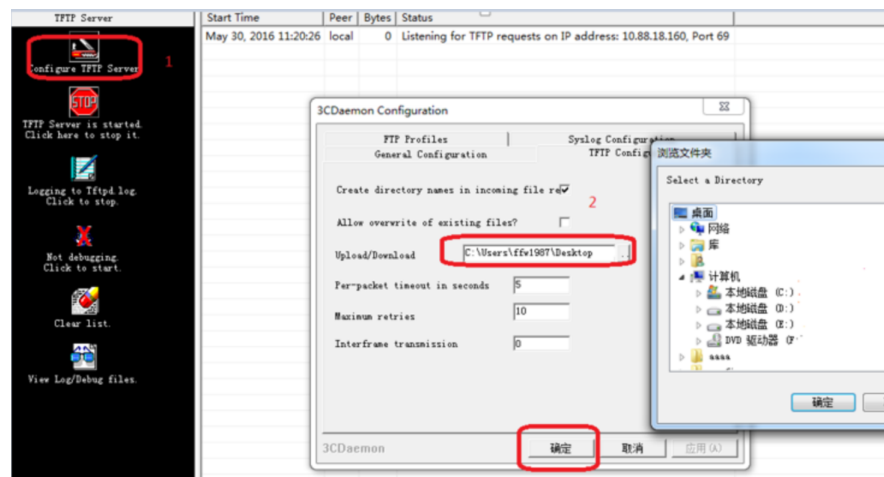 TFTP Server
Configure TFTP Server
1
STOP
TFTP Server is started.
Click here to stop it.
Logging to Tftpd.log.
Click to stop.
Not debugging.
Click to start.
Clear list.
View Log/Debug files.
Start Time Peer Bytes Status
May 30, 2016 11:20:26 local 0 Listening for TFTP requests on IP address: 10.88.18.160, Port 69
3CDaemon Configuration
FTP Profiles Syslog Configuration
General Configuration TFTP Config
Create directory names in incoming file re
2
Allow overwrite of existing files?
Upload/Download C:\Users\ffw1987\Desktop ..
Per-packet timeout in seconds 5
Maximum retries 10
Interframe transmission 0
3CDaemon 确定 取消 应用(A)
浏览文件夹
Select a Directory
桌面
网络
库
计算机
本地磁盘 (C:)
本地磁盘 (D:)
本地磁盘 (E:)
DVD 驱动器
aaaa
确定